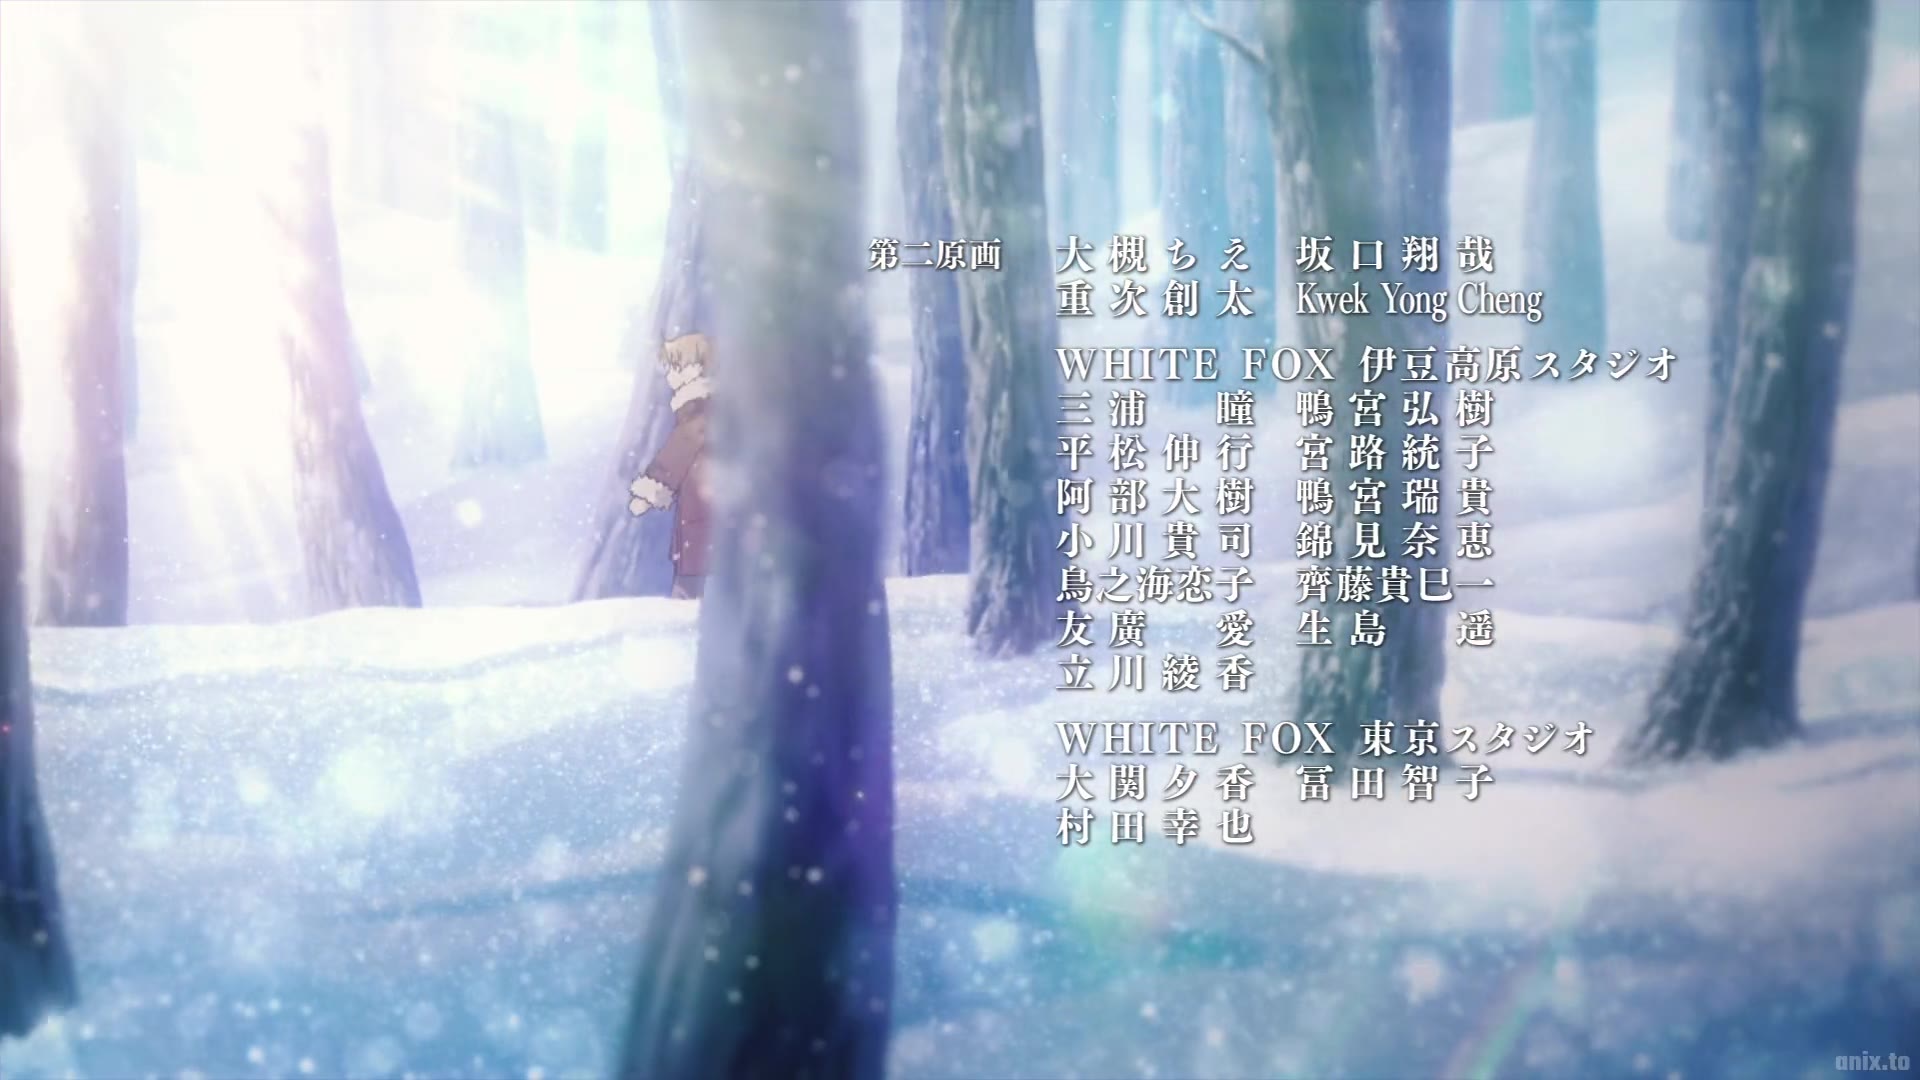 第二原画 大槻ちえ 坂口翔哉
重次創太 Kwek Yong Cheng
WHITE FOX 伊豆高原スタジオ
三浦 瞳 鴨宮弘樹
平松伸行 宮路統子
阿部大樹 鴨宮瑞貴
小川貴司 錦見奈恵
鳥之海恋子 齊藤貴巳一
友廣 愛 生島 遥
立川綾香
WHITE FOX 東京スタジオ
大関夕香 冨田智子
村田幸也
anix.to